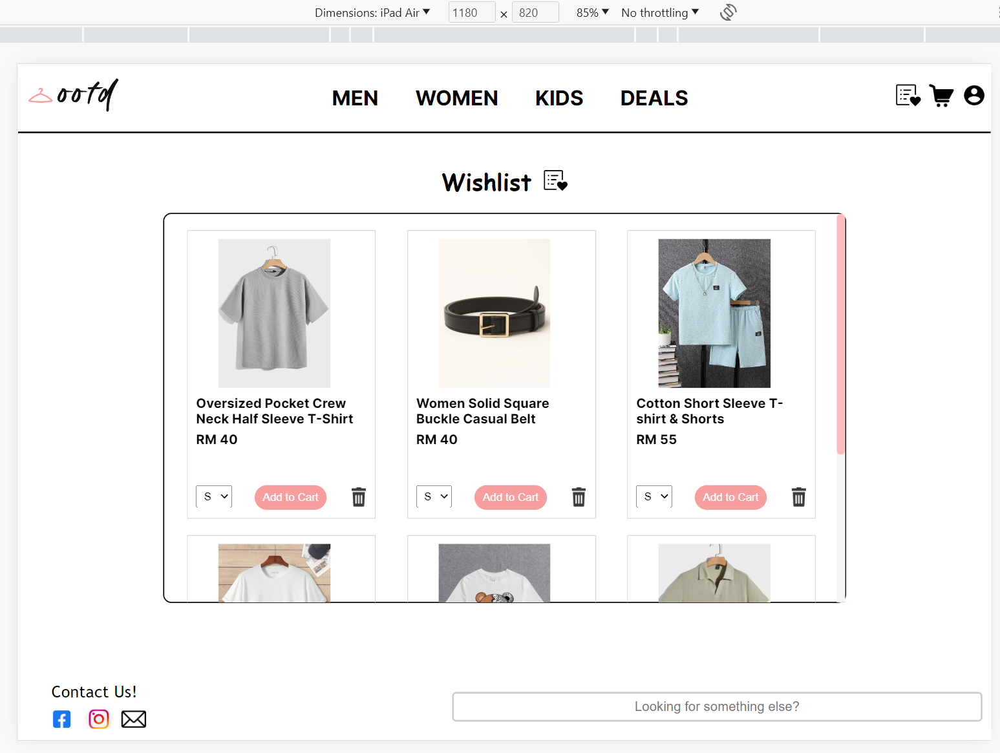 Dimensions: iPad Air ▼ 1180 × 820 85% ▼ No throttling ▼
ootd
MEN WOMEN KIDS DEALS
Wishlist
Oversized Pocket Crew
Neck Half Sleeve T-Shirt
RM 40
S Add to Cart
Women Solid Square
Buckle Casual Belt
RM 40
S Add to Cart
Cotton Short Sleeve T-
shirt & Shorts
RM 55
S Add to Cart
Contact Us!
Looking for something else?